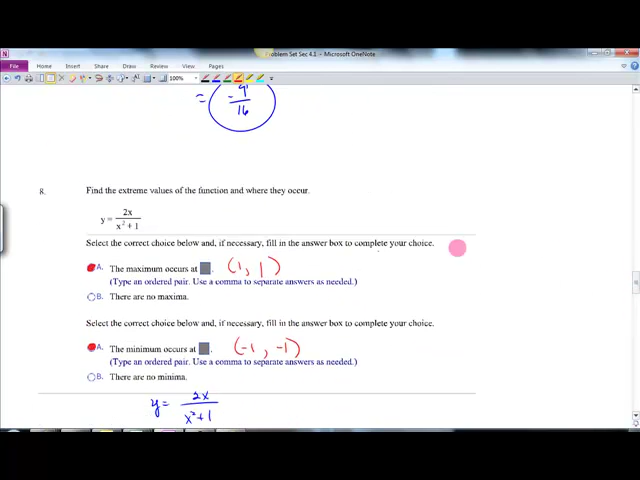 Problem Set Sec 4.1 - Microsoft OneNote
File Home Insert Share Draw Review View
100%
= -9/16
8. Find the extreme values of the function and where they occur.
y = 2x / x² + 1
Select the correct choice below and, if necessary, fill in the answer box to complete your choice.
A. The maximum occurs at . (1, 1)
(Type an ordered pair. Use a comma to separate answers as needed.)
B. There are no maxima.
Select the correct choice below and, if necessary, fill in the answer box to complete your choice.
A. The minimum occurs at . (-1, -1)
(Type an ordered pair. Use a comma to separate answers as needed.)
B. There are no minima.
y = 2x / x² + 1